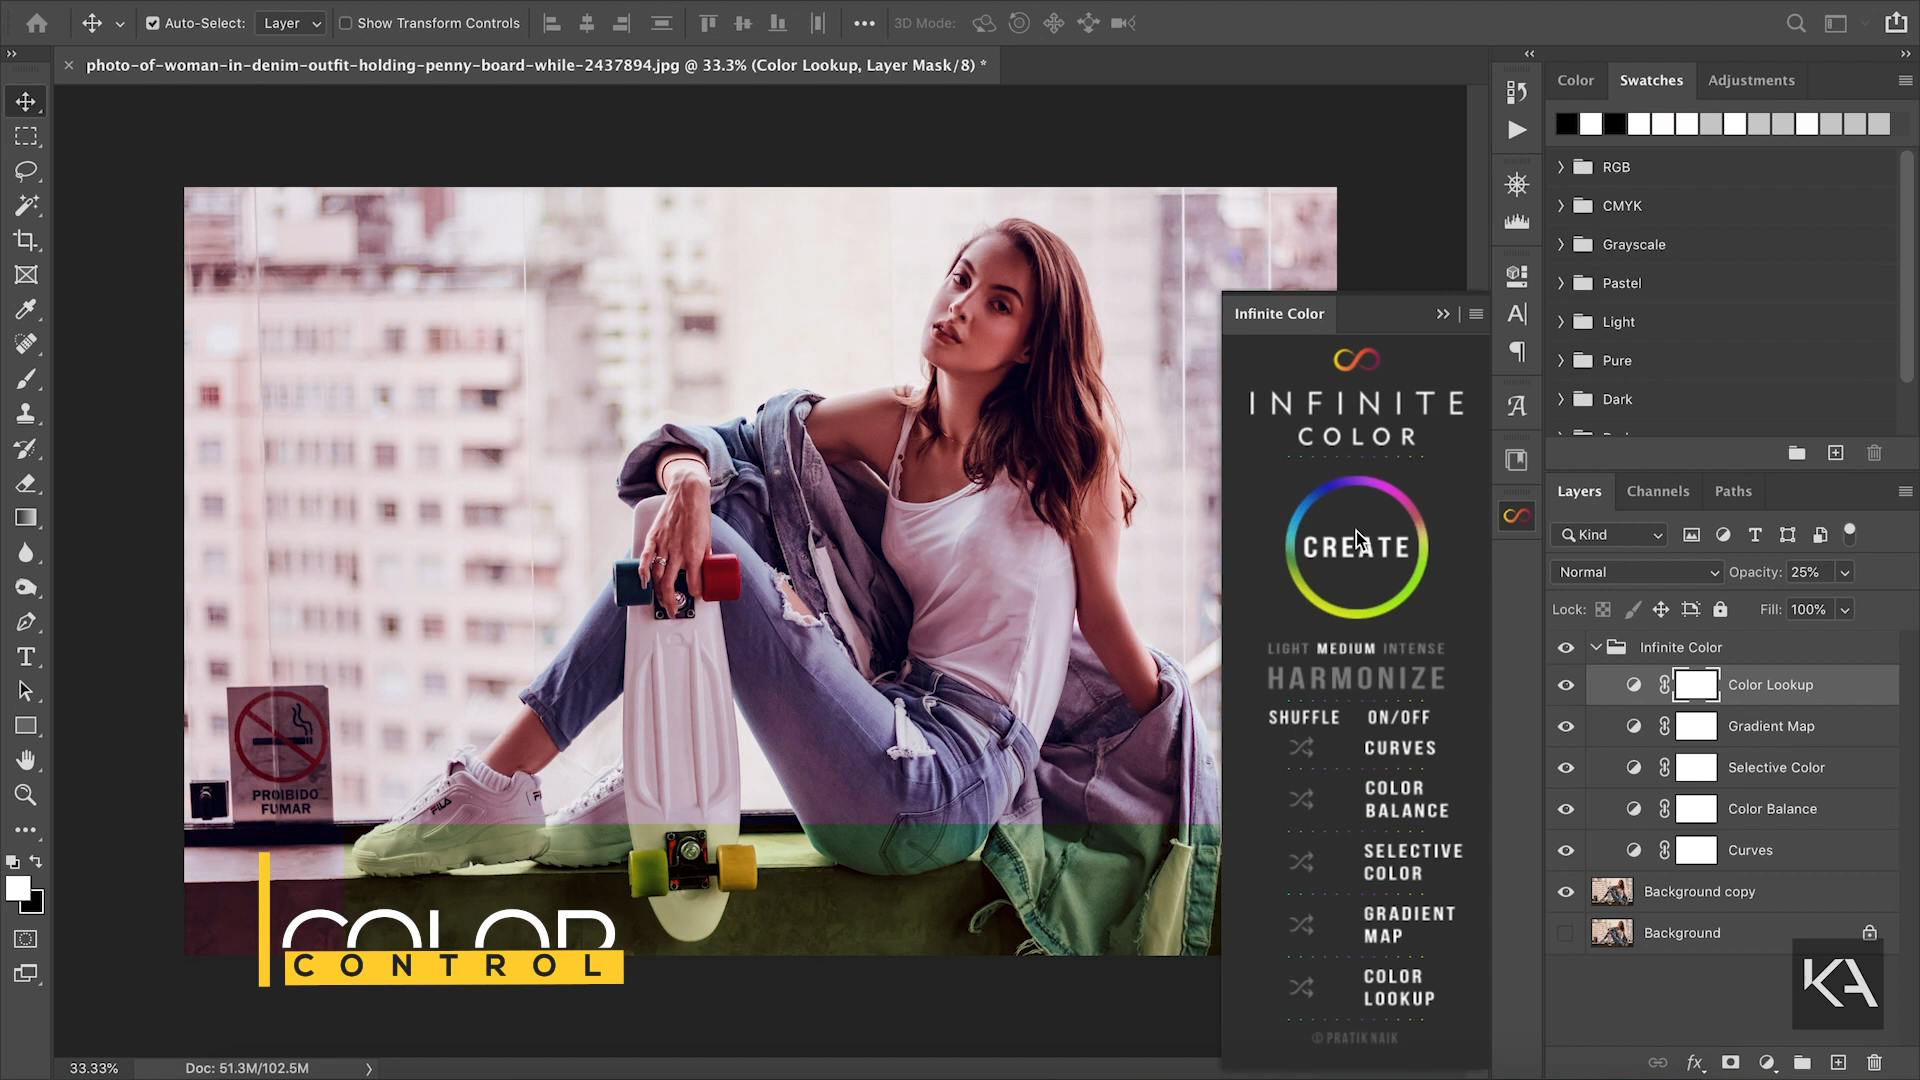 Auto-Select:
Layer
Show Transform Controls
3D Mode:
photo-of-woman-in-denim-outfit-holding-penny-board-while-2437894.jpg @ 33.3% (Color Lookup, Layer Mask/8) *
Color
Swatches
Adjustments
RGB
CMYK
Grayscale
Pastel
Light
Pure
Dark
Infinite Color
INFINITE
COLOR
CREATE
LIGHT MEDIUM INTENSE
HARMONIZE
SHUFFLE ON/OFF
CURVES
COLOR
BALANCE
SELECTIVE
COLOR
GRADIENT
MAP
COLOR
LOOKUP
© PRATIK NAIK
Layers
Channels
Paths
Kind
Normal
Opacity: 25%
Lock:
Fill: 100%
Infinite Color
Color Lookup
Gradient Map
Selective Color
Color Balance
Curves
Background copy
Background
KA
PROIBIDO
FUMAR
FILA
COLOR
CONTROL
33.33%
Doc: 51.3M/102.5M